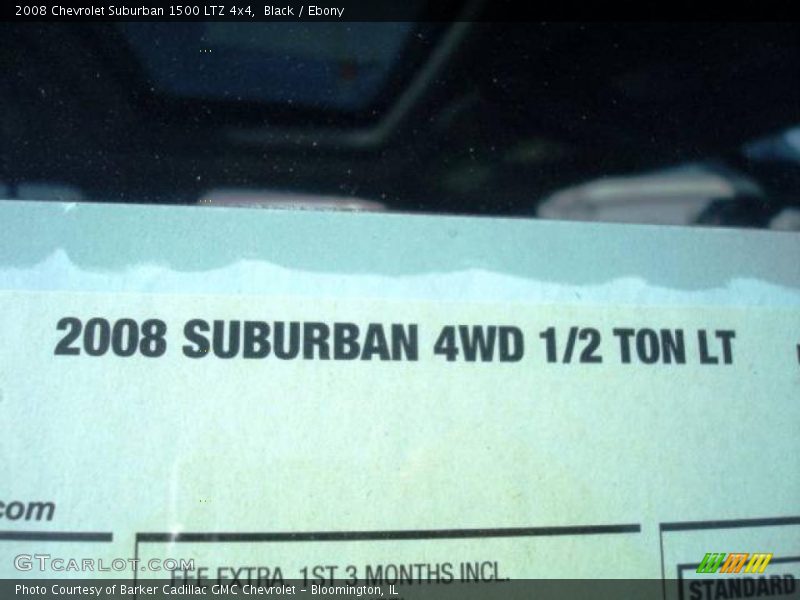 2008 Chevrolet Suburban 1500 LTZ 4x4, Black / Ebony
2008 SUBURBAN 4WD 1/2 TON LT
com
FEE EXTRA. 1ST 3 MONTHS INCL.
STANDARD
GTCARLOT.COM
Photo Courtesy of Barker Cadillac GMC Chevrolet - Bloomington, IL